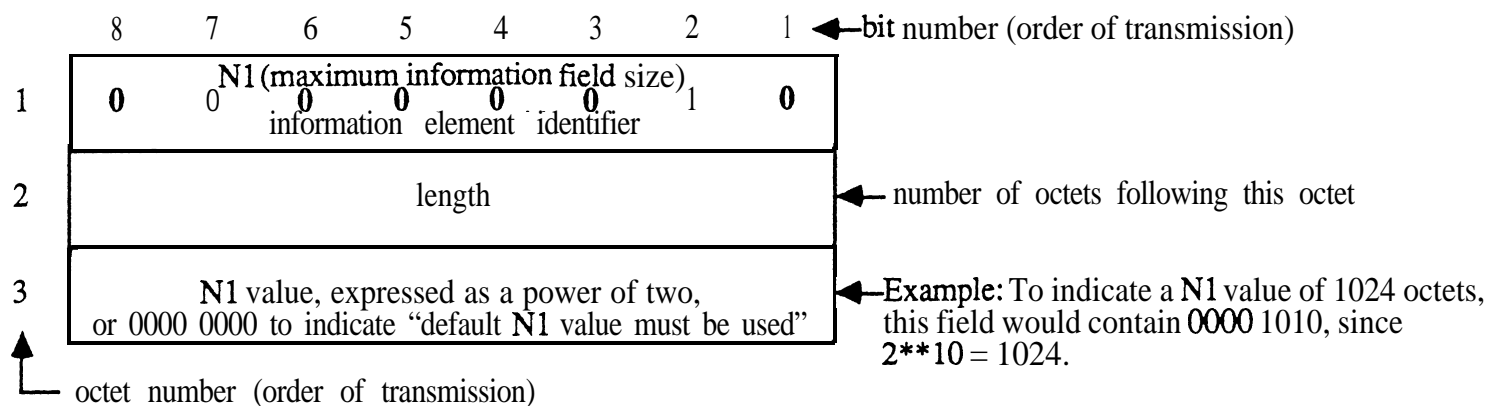 8 7 6 5 4 3 2 1 bit number (order of transmission)
N1 (maximum information field size)
1 0 0 0 0 0 0 1 0
information element identifier
2 length number of octets following this octet
3 N1 value, expressed as a power of two, Example: To indicate a N1 value of 1024 octets,
or 0000 0000 to indicate “default N1 value must be used” this field would contain 0000 1010, since
2**10 = 1024.
octet number (order of transmission)